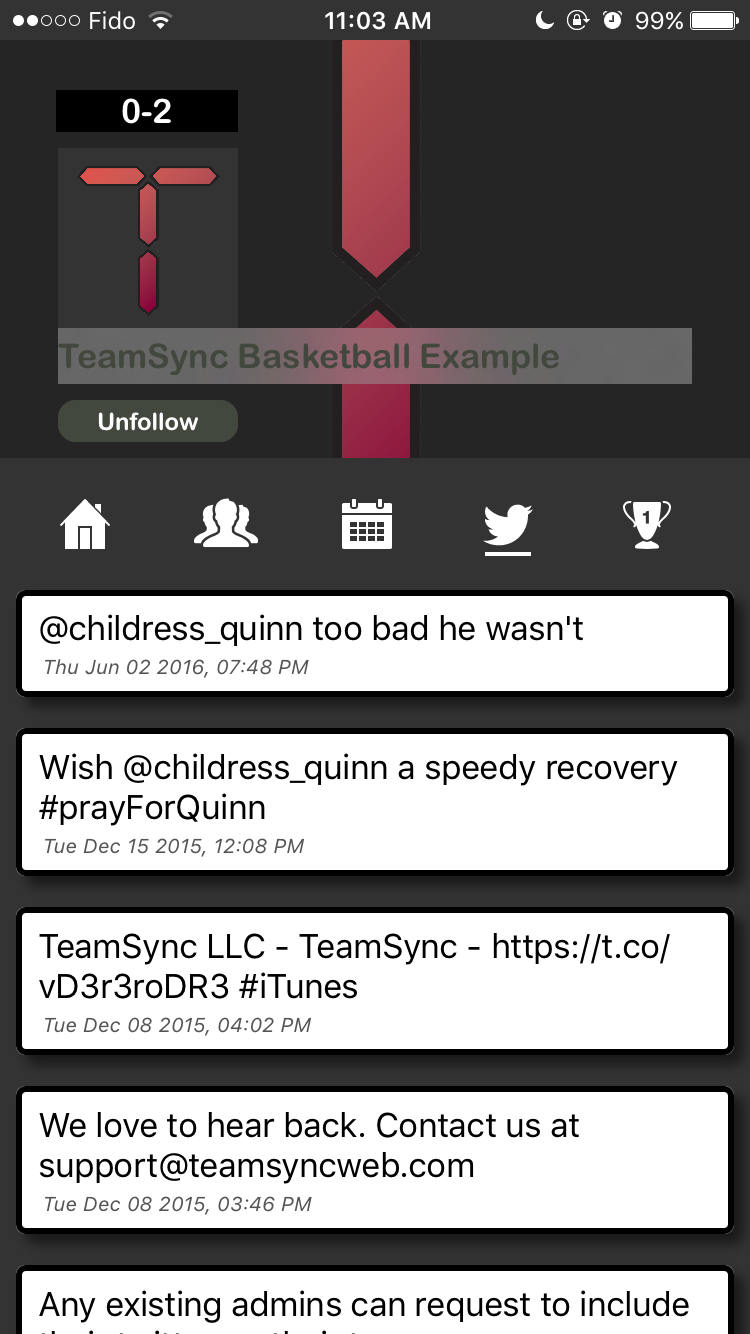 Fido 11:03 AM 99%
0-2
TeamSync Basketball Example
Unfollow
1
@childress_quinn too bad he wasn't
Thu Jun 02 2016, 07:48 PM
Wish @childress_quinn a speedy recovery
#prayForQuinn
Tue Dec 15 2015, 12:08 PM
TeamSync LLC - TeamSync - https://t.co/
vD3r3roDR3 #iTunes
Tue Dec 08 2015, 04:02 PM
We love to hear back. Contact us at
support@teamsyncweb.com
Tue Dec 08 2015, 03:46 PM
Any existing admins can request to include